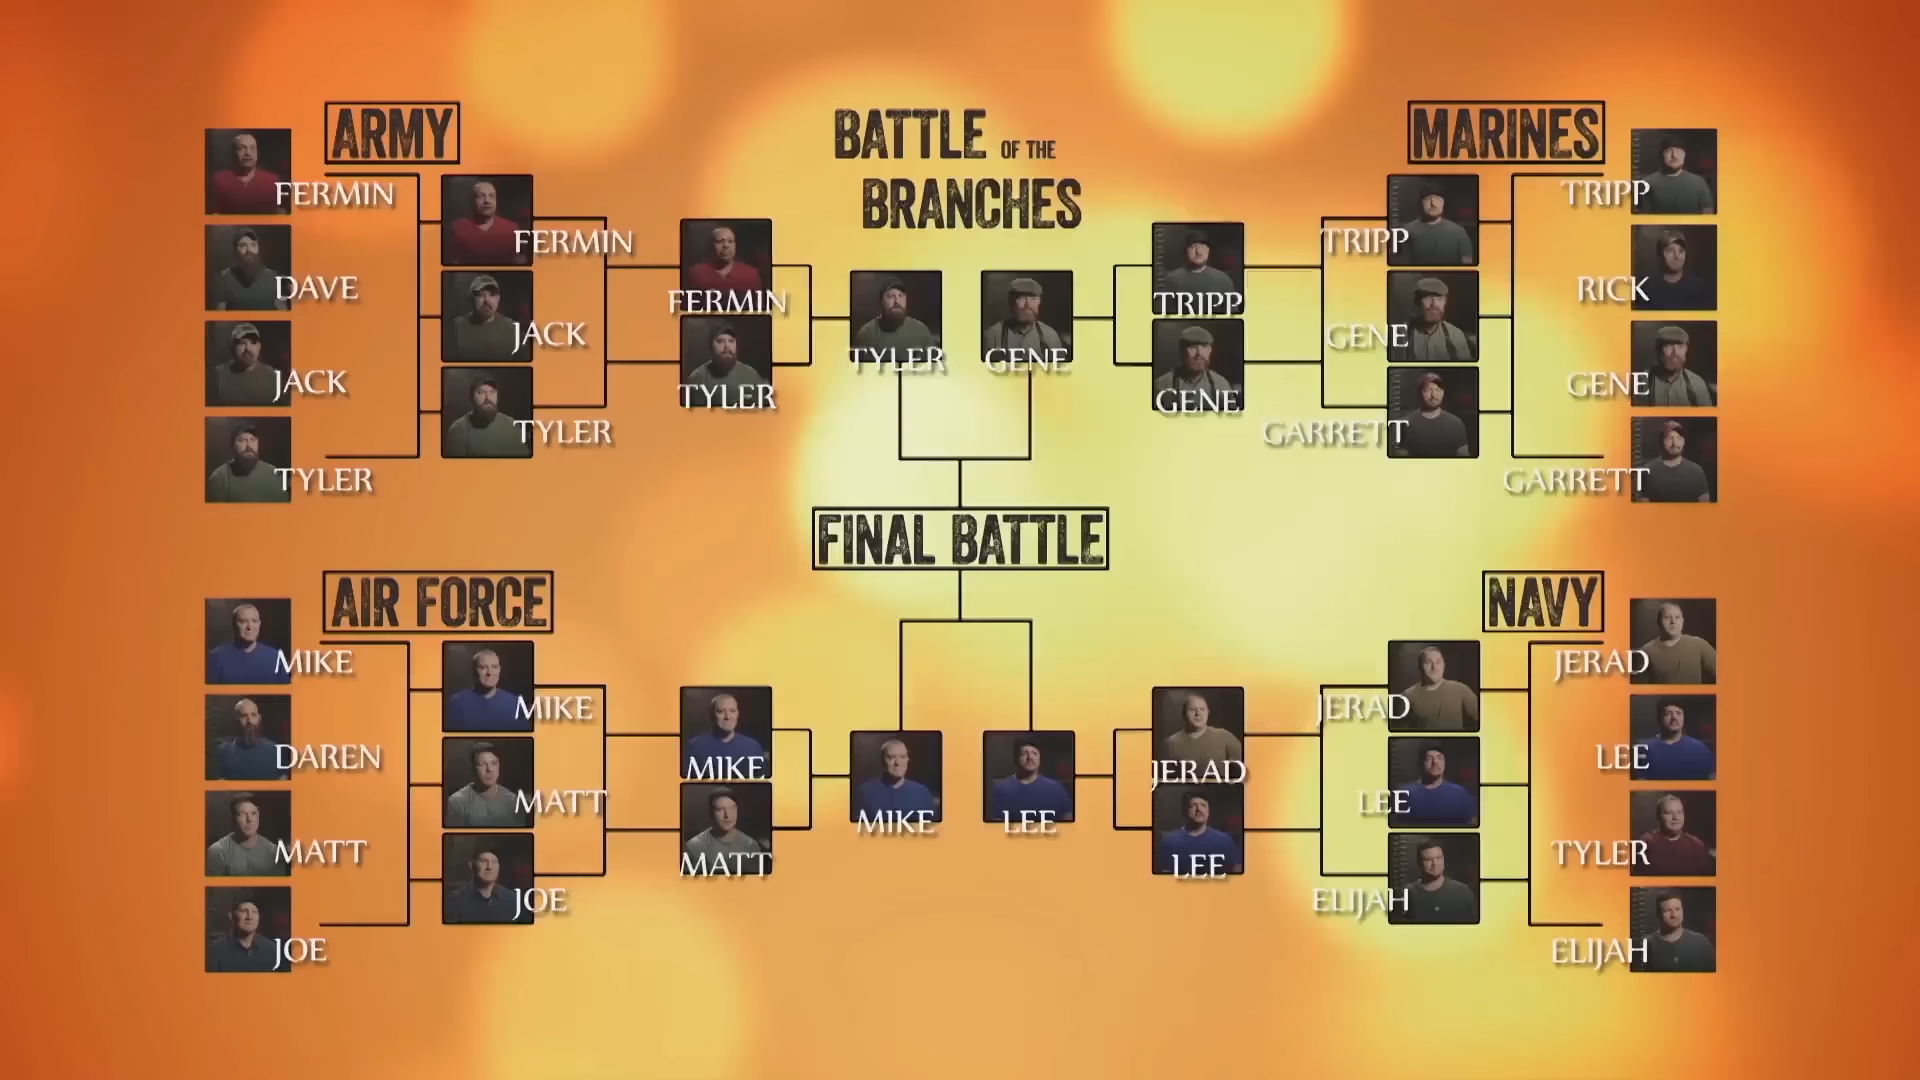 BATTLE OF THE
BRANCHES
ARMY
FERMIN
DAVE
JACK
TYLER
FERMIN
JACK
TYLER
FERMIN
TYLER
TYLER
GENE
MARINES
TRIPP
GENE
TRIPP
GENE
GARRETT
TRIPP
RICK
GENE
GARRETT
FINAL BATTLE
AIR FORCE
MIKE
DAREN
MATT
JOE
MIKE
MATT
JOE
MIKE
MATT
MIKE
LEE
NAVY
JERAD
LEE
JERAD
LEE
ELIJAH
JERAD
LEE
TYLER
ELIJAH